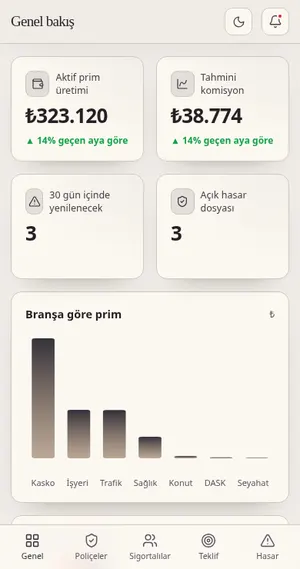 Genel bakış
Aktif prim
üretimi
₺323.120
▲ 14% geçen aya göre
Tahmini
komisyon
₺38.774
▲ 14% geçen aya göre
30 gün içinde
yenilenecek
3
Açık hasar
dosyası
3
Branşa göre prim
₺
Kasko İşyeri Trafik Sağlık Konut DASK Seyahat
Genel Poliçeler Sigortalılar Teklif Hasar